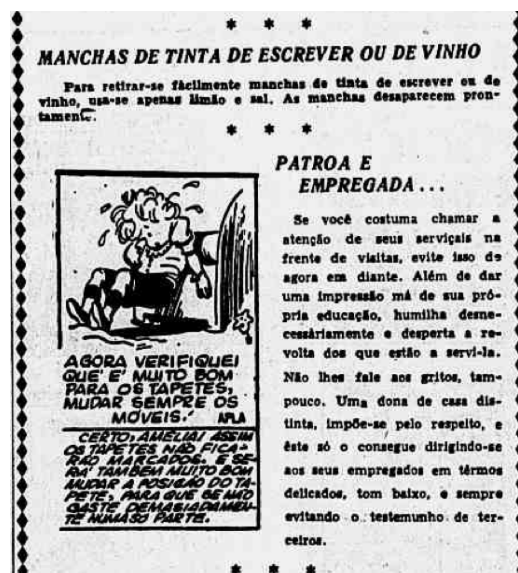 * * *
MANCHAS DE TINTA DE ESCREVER OU DE VINHO
Para retirar-se fàcilmente manchas de tinta de escrever ou de
vinho, usa-se apenas limão e sal. As manchas desaparecem pron-
tamente.
* * *
PATROA E
EMPREGADA...
Se você costuma chamar a
atenção de seus serviçais na
frente de visitas, evite isso de
agora em diante. Além de dar
uma impressão má de sua pró-
pria educação, humilha desne-
cessàriamente e desperta a re-
volta dos que estão a servi-la.
Não lhes fale aos gritos, tam-
pouco. Uma dona de casa dis-
tinta, impõe-se pelo respeito, e
êste só o consegue dirigindo-se
aos seus empregados em têrmos
delicados, tom baixo, e sempre
evitando o testemunho de ter-
ceiros.
AGORA VERIFIQUEI
QUE É MUITO BOM
PARA OS TAPETES,
MUDAR SEMPRE OS
MÓVEIS! APLA
CERTO, AMELIA! ASSIM
OS TAPETES NÃO FICA-
RÃO MARCADOS. E SE-
RA' TAMBEM MUITO BOM
MUDAR A POSIÇÃO DO TA-
PETE, PARA QUE SE NÃO
GASTE DEMASIADAMEN-
TE NUMA SÓ PARTE.
* * *